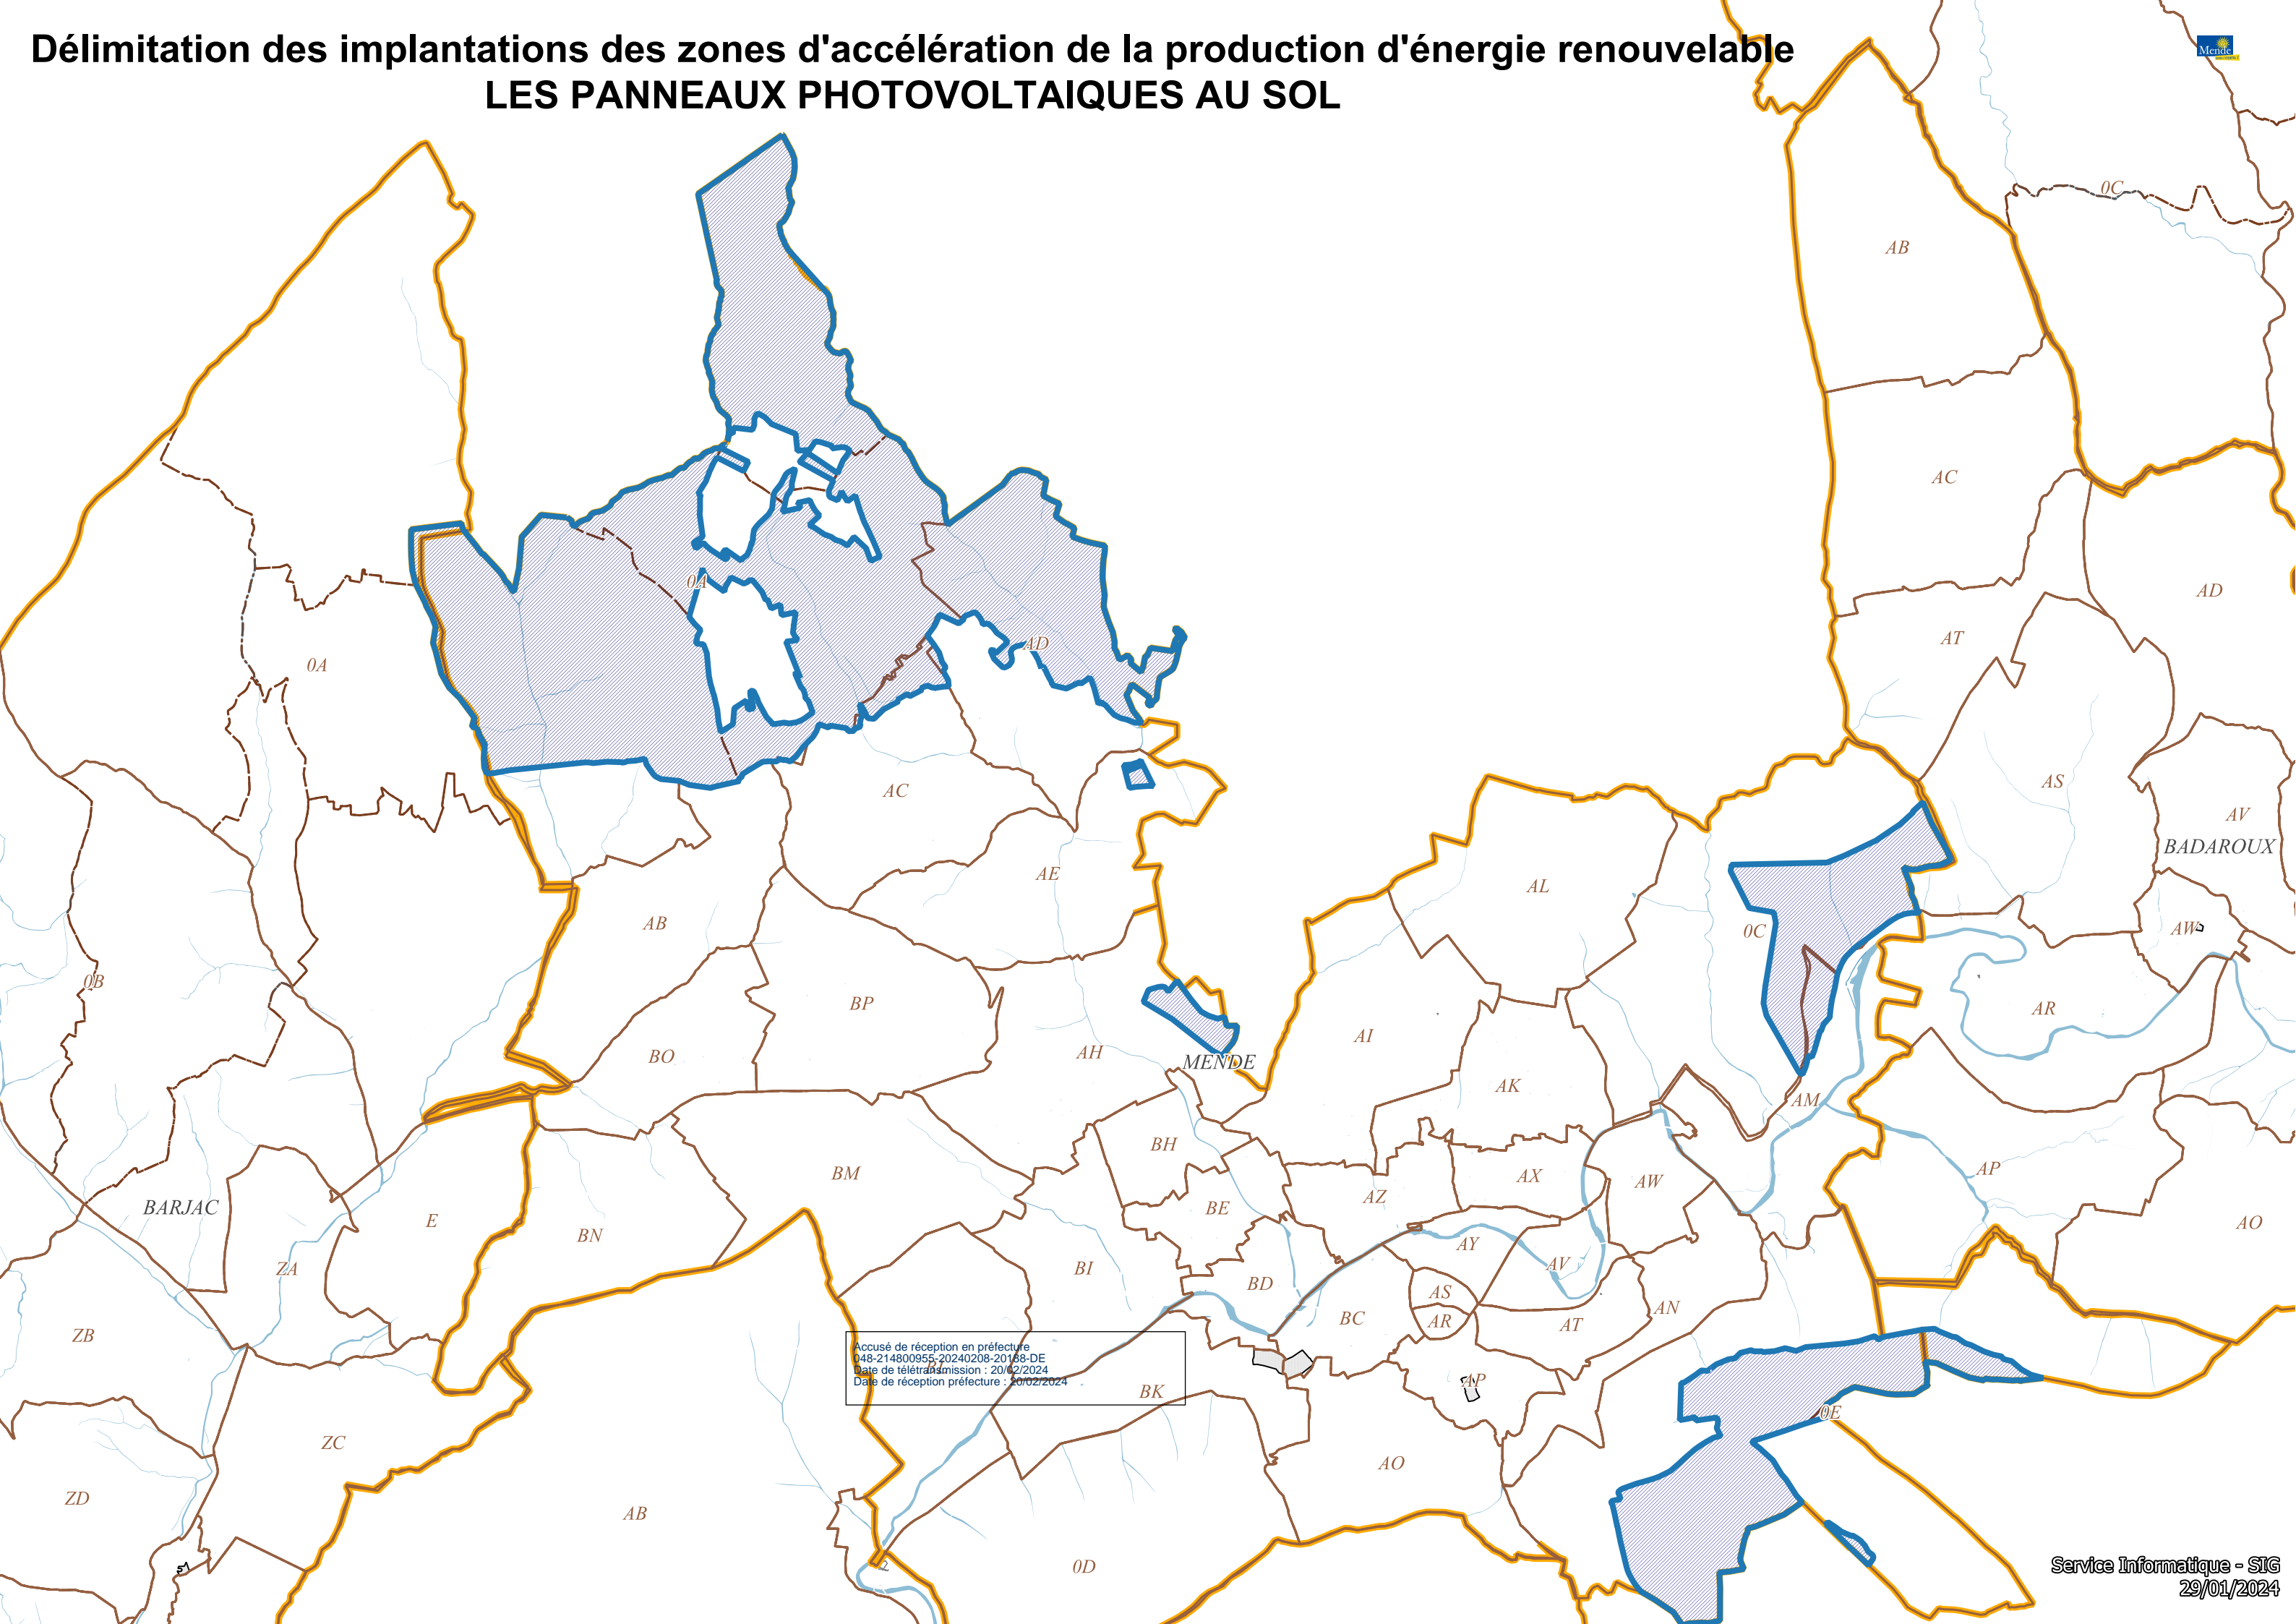 Délimitation des implantations des zones d'accélération de la production d'énergie renouvelable
LES PANNEAUX PHOTOVOLTAIQUES AU SOL
Mende
0C
AB
AC
AD
AT
0A
0A
AD
AS
AV
BADAROUX
AC
AE
AL
AB
0C
AW
0B
BP
AR
BO
AH
MENDE
AI
AK
AM
BH
BM
AX
AW
AP
BARJAC
E
BN
BE
AZ
AO
ZA
BI
BD
AY
AV
AS
AN
ZB
BC
AR
AT
Accusé de réception en préfecture
048-214800955-20240208-20188-DE
Date de télétransmission : 20/02/2024
Date de réception préfecture : 20/02/2024
BK
AP
0E
ZC
AO
ZD
AB
0D
Service Informatique - SIG
29/01/2024